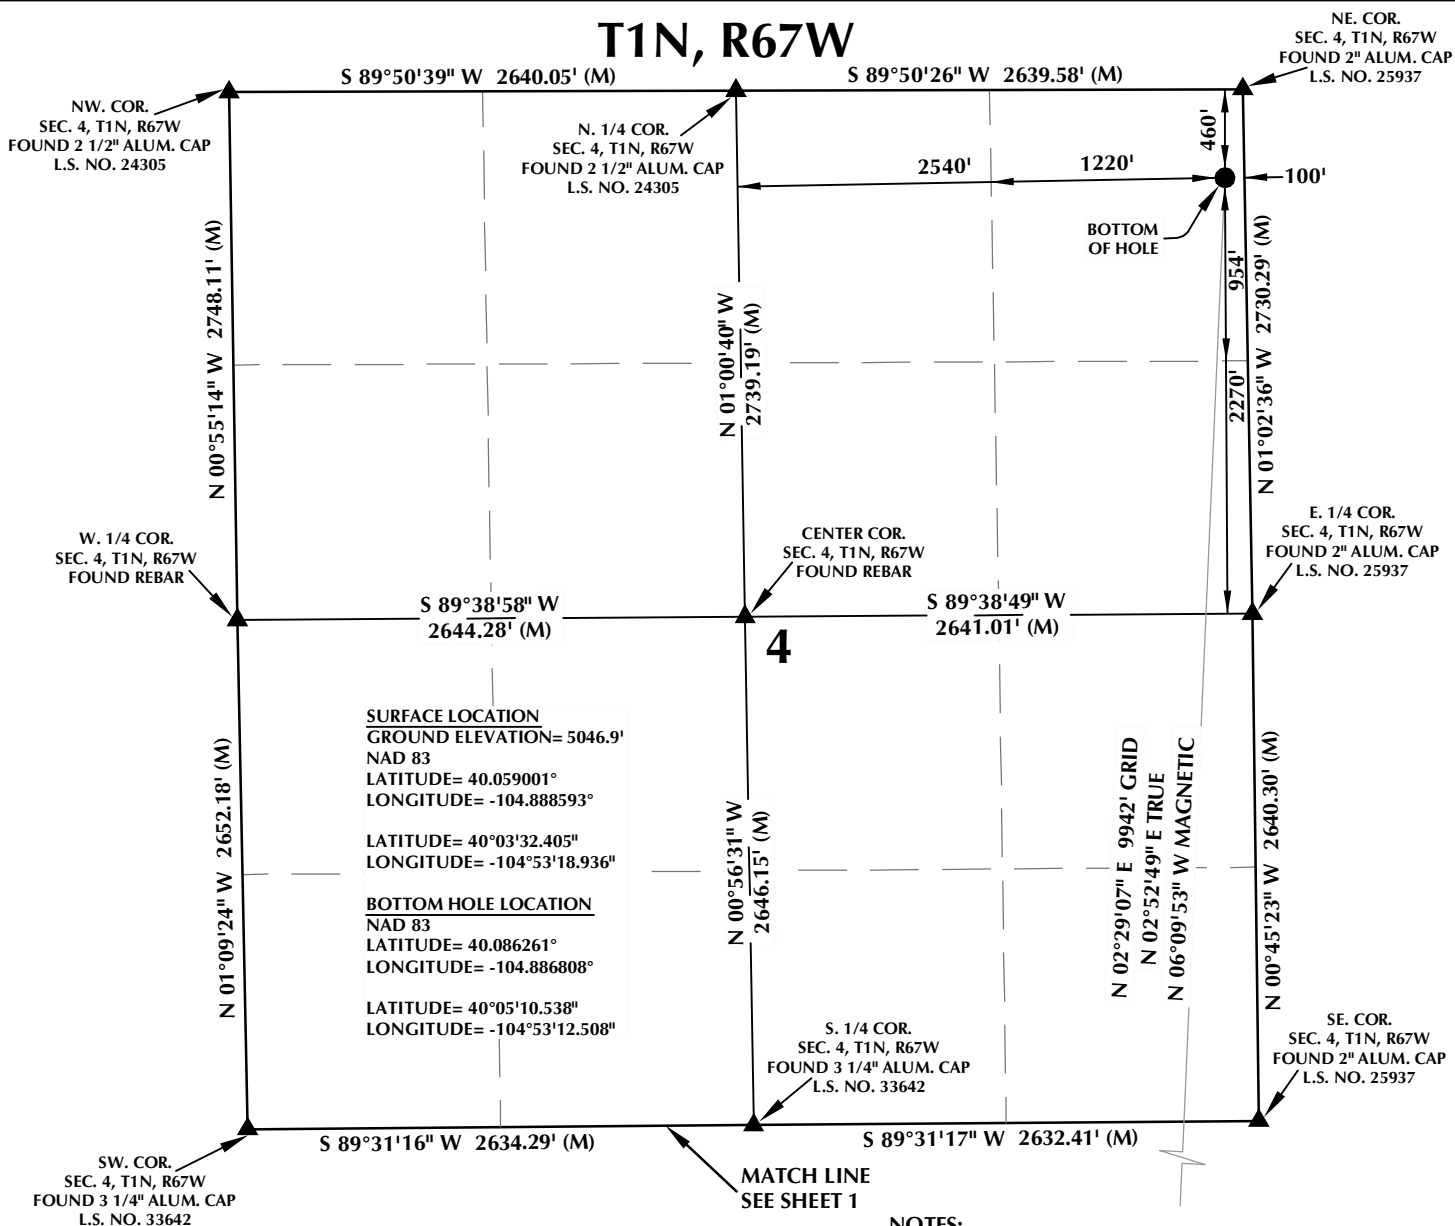 T1N, R67W
NE. COR.
SEC. 4, T1N, R67W
FOUND 2" ALUM. CAP
L.S. NO. 25937
S 89°50'39" W 2640.05' (M)
S 89°50'26" W 2639.58' (M)
NW. COR.
SEC. 4, T1N, R67W
FOUND 2 1/2" ALUM. CAP
L.S. NO. 24305
N. 1/4 COR.
SEC. 4, T1N, R67W
FOUND 2 1/2" ALUM. CAP
L.S. NO. 24305
460'
2540'
1220'
100'
BOTTOM
OF HOLE
954'
2270'
N 00°55'14" W 2748.11' (M)
N 01°00'40" W
2739.19' (M)
N 01°02'36" W 2730.29' (M)
W. 1/4 COR.
SEC. 4, T1N, R67W
FOUND REBAR
CENTER COR.
SEC. 4, T1N, R67W
FOUND REBAR
E. 1/4 COR.
SEC. 4, T1N, R67W
FOUND 2" ALUM. CAP
L.S. NO. 25937
S 89°38'58" W
2644.28' (M)
S 89°38'49" W
2641.01' (M)
4
SURFACE LOCATION
GROUND ELEVATION= 5046.9'
NAD 83
LATITUDE= 40.059001°
LONGITUDE= -104.888593°
LATITUDE= 40°03'32.405"
LONGITUDE= -104°53'18.936"
BOTTOM HOLE LOCATION
NAD 83
LATITUDE= 40.086261°
LONGITUDE= -104.886808°
LATITUDE= 40°05'10.538"
LONGITUDE= -104°53'12.508"
N 01°09'24" W 2652.18' (M)
N 00°56'31" W
2646.15' (M)
N 02°29'07" E 9942' GRID
N 02°52'49" E TRUE
N 06°09'53" W MAGNETIC
N 00°45'23" W 2640.30' (M)
S. 1/4 COR.
SEC. 4, T1N, R67W
FOUND 3 1/4" ALUM. CAP
L.S. NO. 33642
SE. COR.
SEC. 4, T1N, R67W
FOUND 2" ALUM. CAP
L.S. NO. 25937
S 89°31'16" W 2634.29' (M)
S 89°31'17" W 2632.41' (M)
SW. COR.
SEC. 4, T1N, R67W
FOUND 3 1/4" ALUM. CAP
L.S. NO. 33642
MATCH LINE
SEE SHEET 1
NOTES: